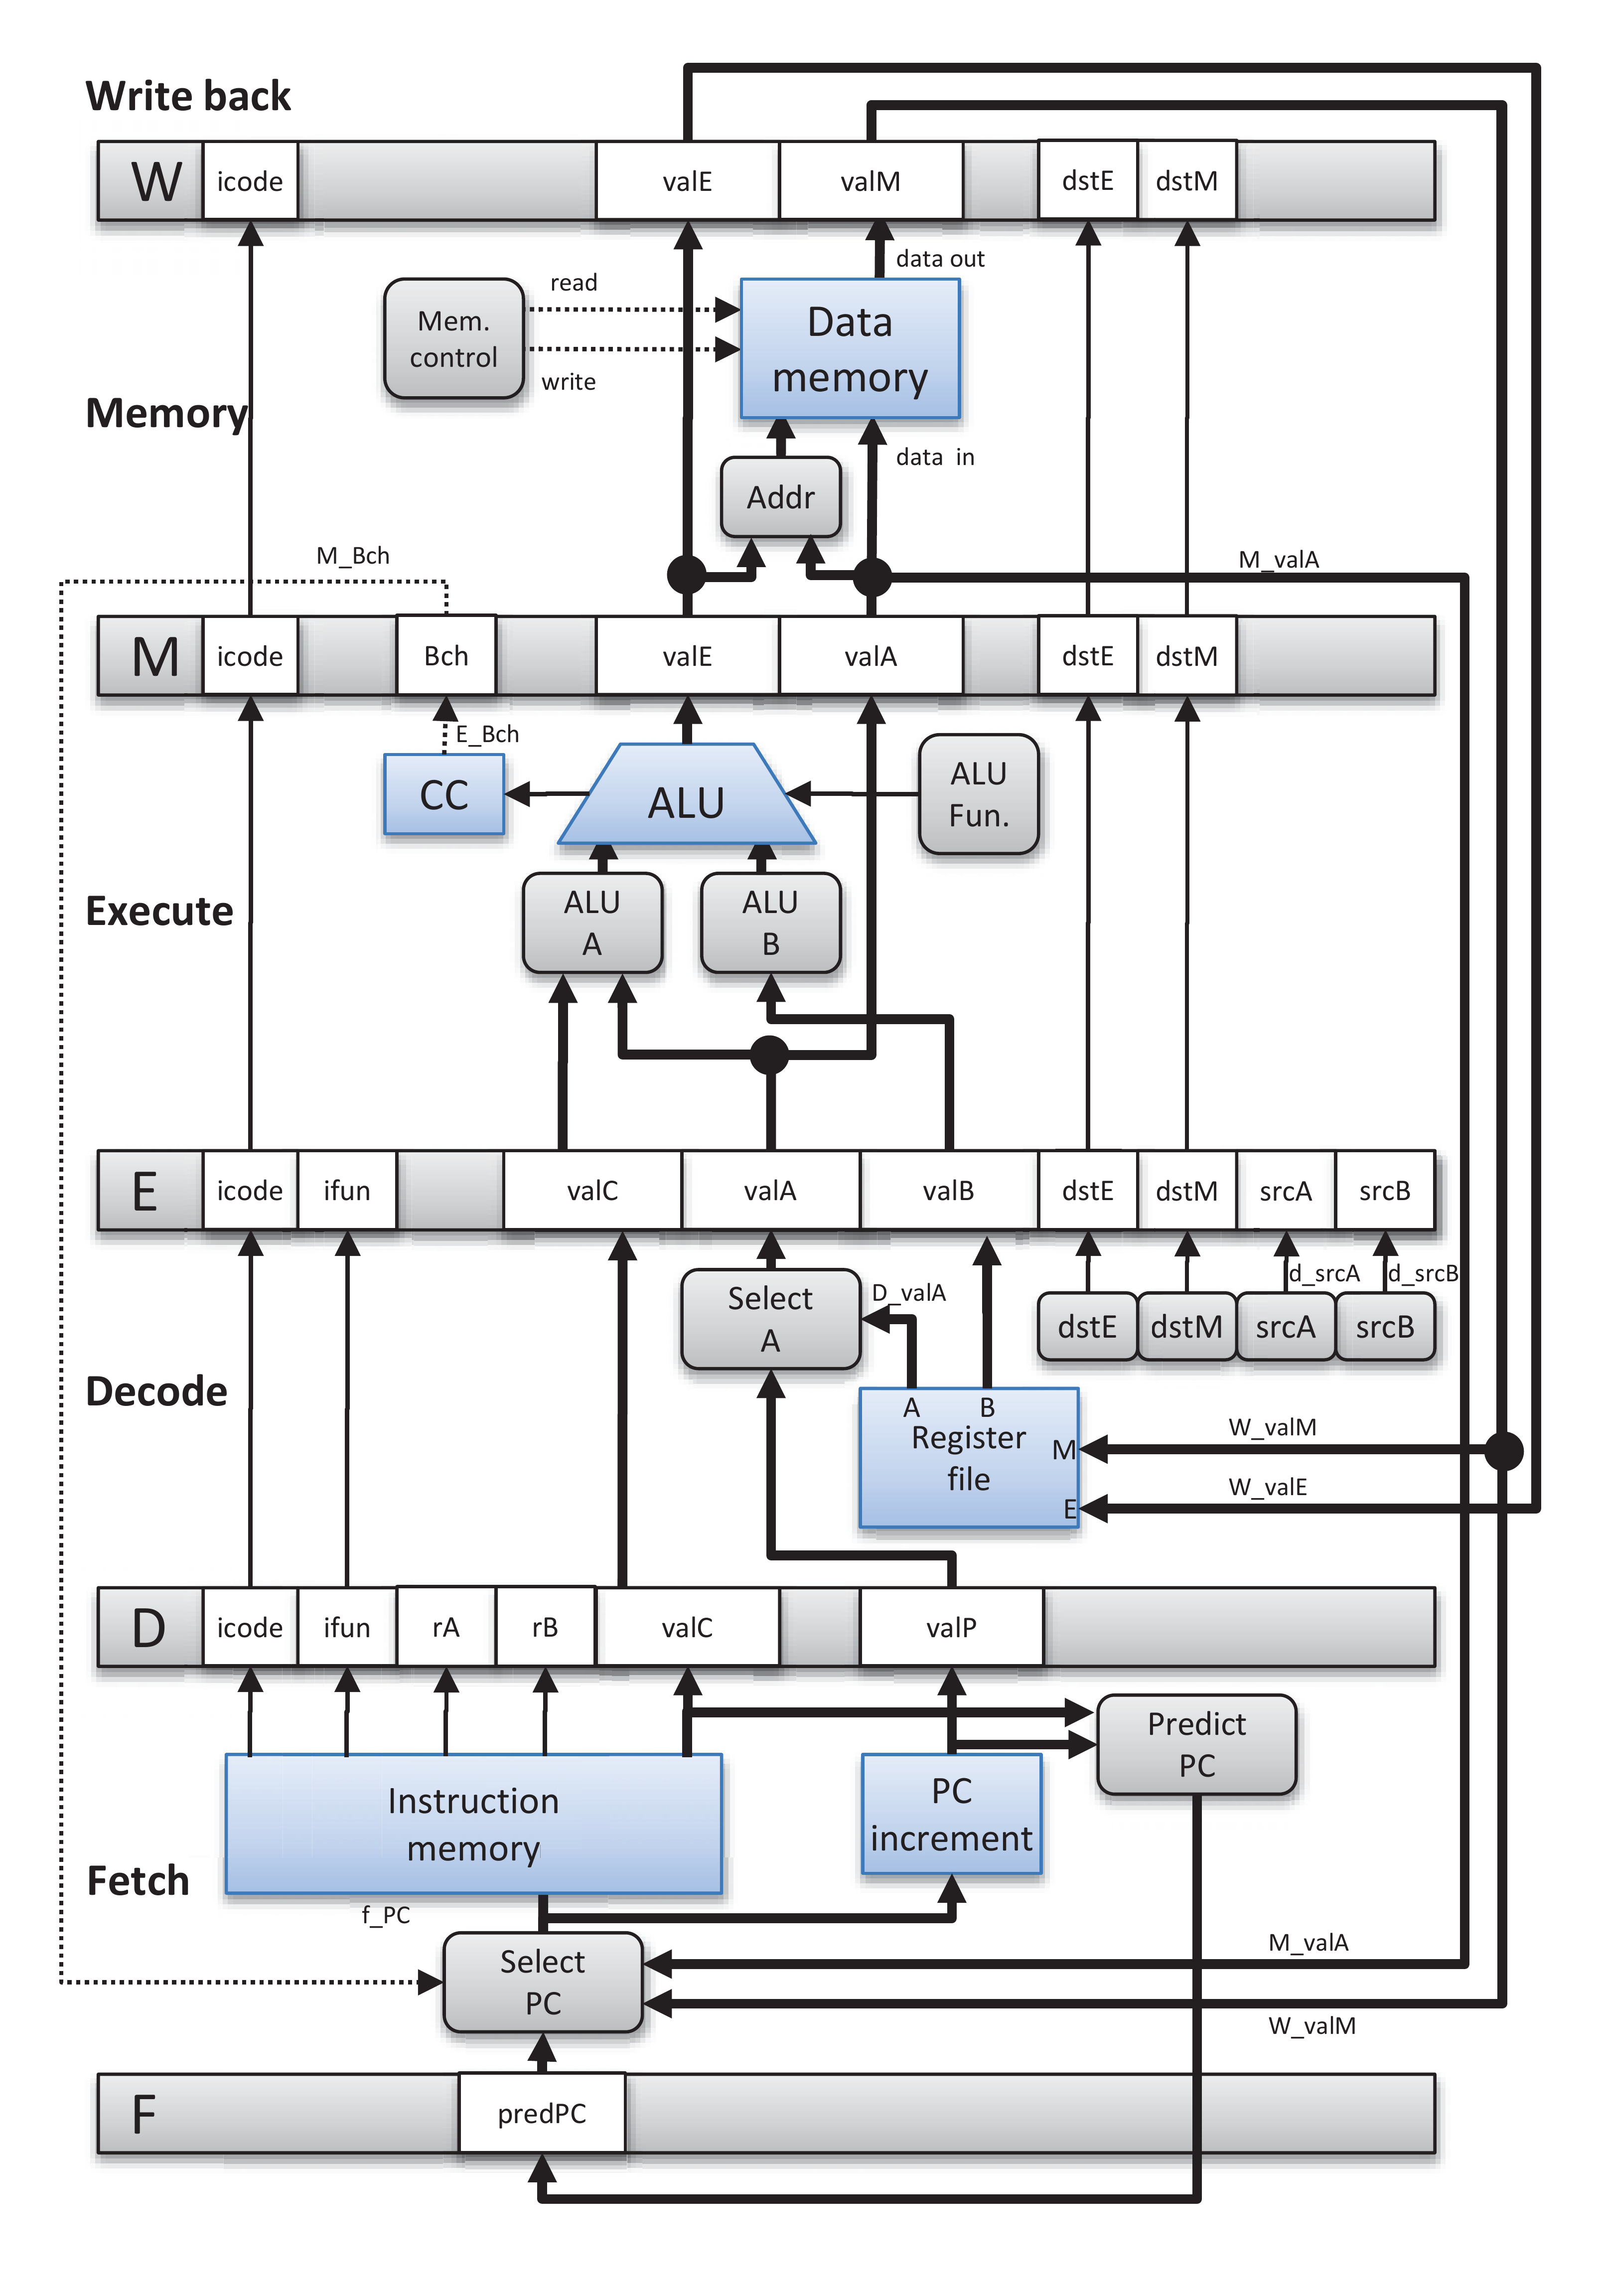 Write back
W icode valE valM dstE dstM
data out
read
Mem.
control
write
Data
memory
Memory
data in
Addr
M_Bch
M_valA
M icode Bch valE valA dstE dstM
E_Bch
CC
ALU
ALU
Fun.
Execute
ALU
A
ALU
B
E icode ifun valC valA valB dstE dstM srcA srcB
Select
A
D_valA
d_srcA
d_srcB
dstE dstM srcA srcB
Decode
A B
Register
file
M
E
W_valM
W_valE
D icode ifun rA rB valC valP
Predict
PC
Instruction
memory
PC
increment
Fetch
f_PC
Select
PC
M_valA
W_valM
F predPC